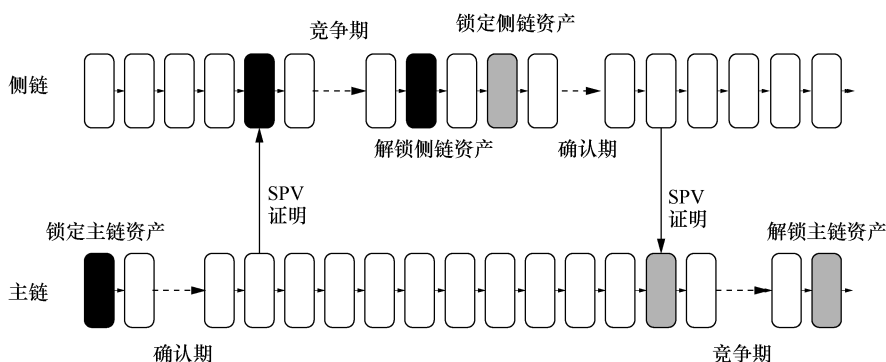 竞争期
锁定侧链资产
侧链
解锁侧链资产
确认期
SPV
证明
SPV
证明
锁定主链资产
解锁主链资产
主链
确认期
竞争期